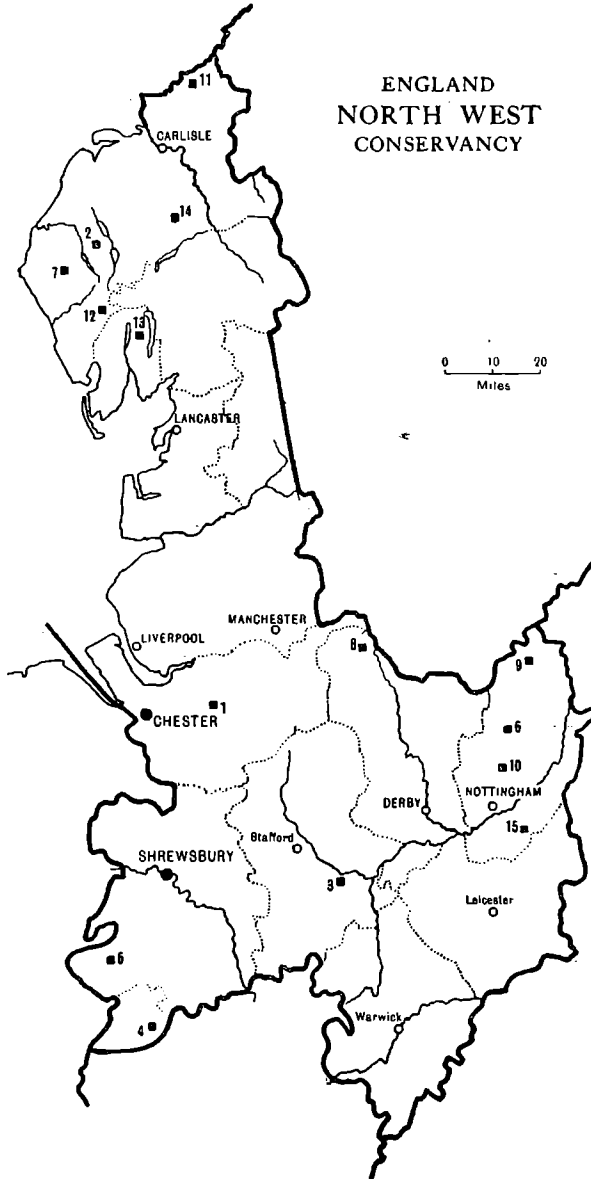 ENGLAND
NORTH WEST
CONSERVANCY
11
CARLISLE
14
2
7
12
13
0 10 20
Miles
LANCASTER
MANCHESTER
LIVERPOOL
8
9
1
CHESTER
6
10
NOTTINGHAM
DERBY
15
Stafford
SHREWSBURY
3
Leicester
5
4
Warwick